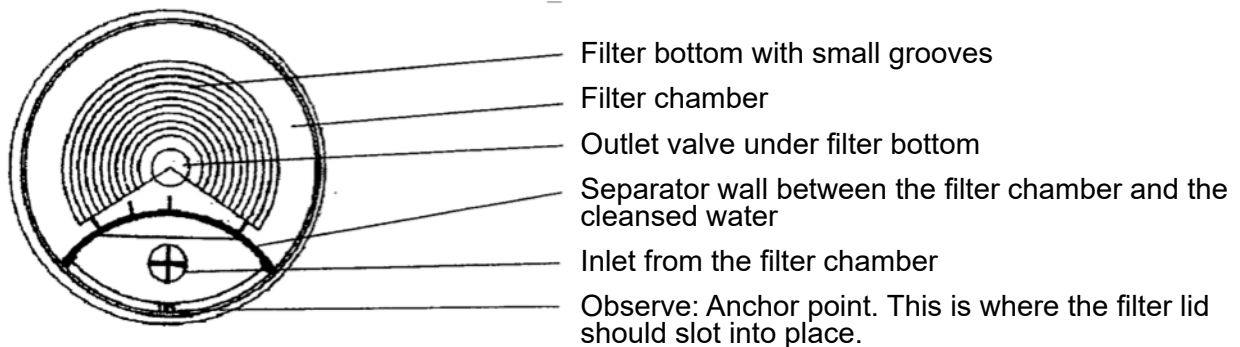 Filter bottom with small grooves
Filter chamber
Outlet valve under filter bottom
Separator wall between the filter chamber and the
cleansed water
Inlet from the filter chamber
Observe: Anchor point. This is where the filter lid
should slot into place.